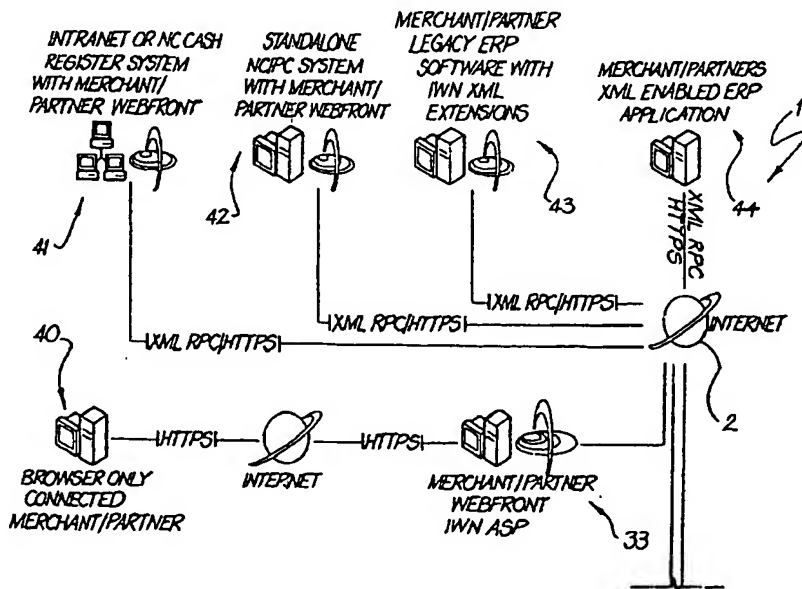 INTRANET OR NC CASH
REGISTER SYSTEM
WITH MERCHANT/
PARTNER WEBFRONT
STANDALONE
NC/PC SYSTEM
WITH MERCHANT/
PARTNER WEBFRONT
MERCHANT/PARTNER
LEGACY ERP
SOFTWARE WITH
IWN XML
EXTENSIONS
MERCHANT/PARTNERS
XML ENABLED ERP
APPLICATION
1
41
42
43
44
XML RPC
HTTPS
XML RPC/HTTPS
XML RPC/HTTPS
XML RPC/HTTPS
INTERNET
2
40
HTTPS
HTTPS
BROWSER ONLY
CONNECTED
MERCHANT/PARTNER
INTERNET
MERCHANT/PARTNER
WEBFRONT
IWN ASP
33